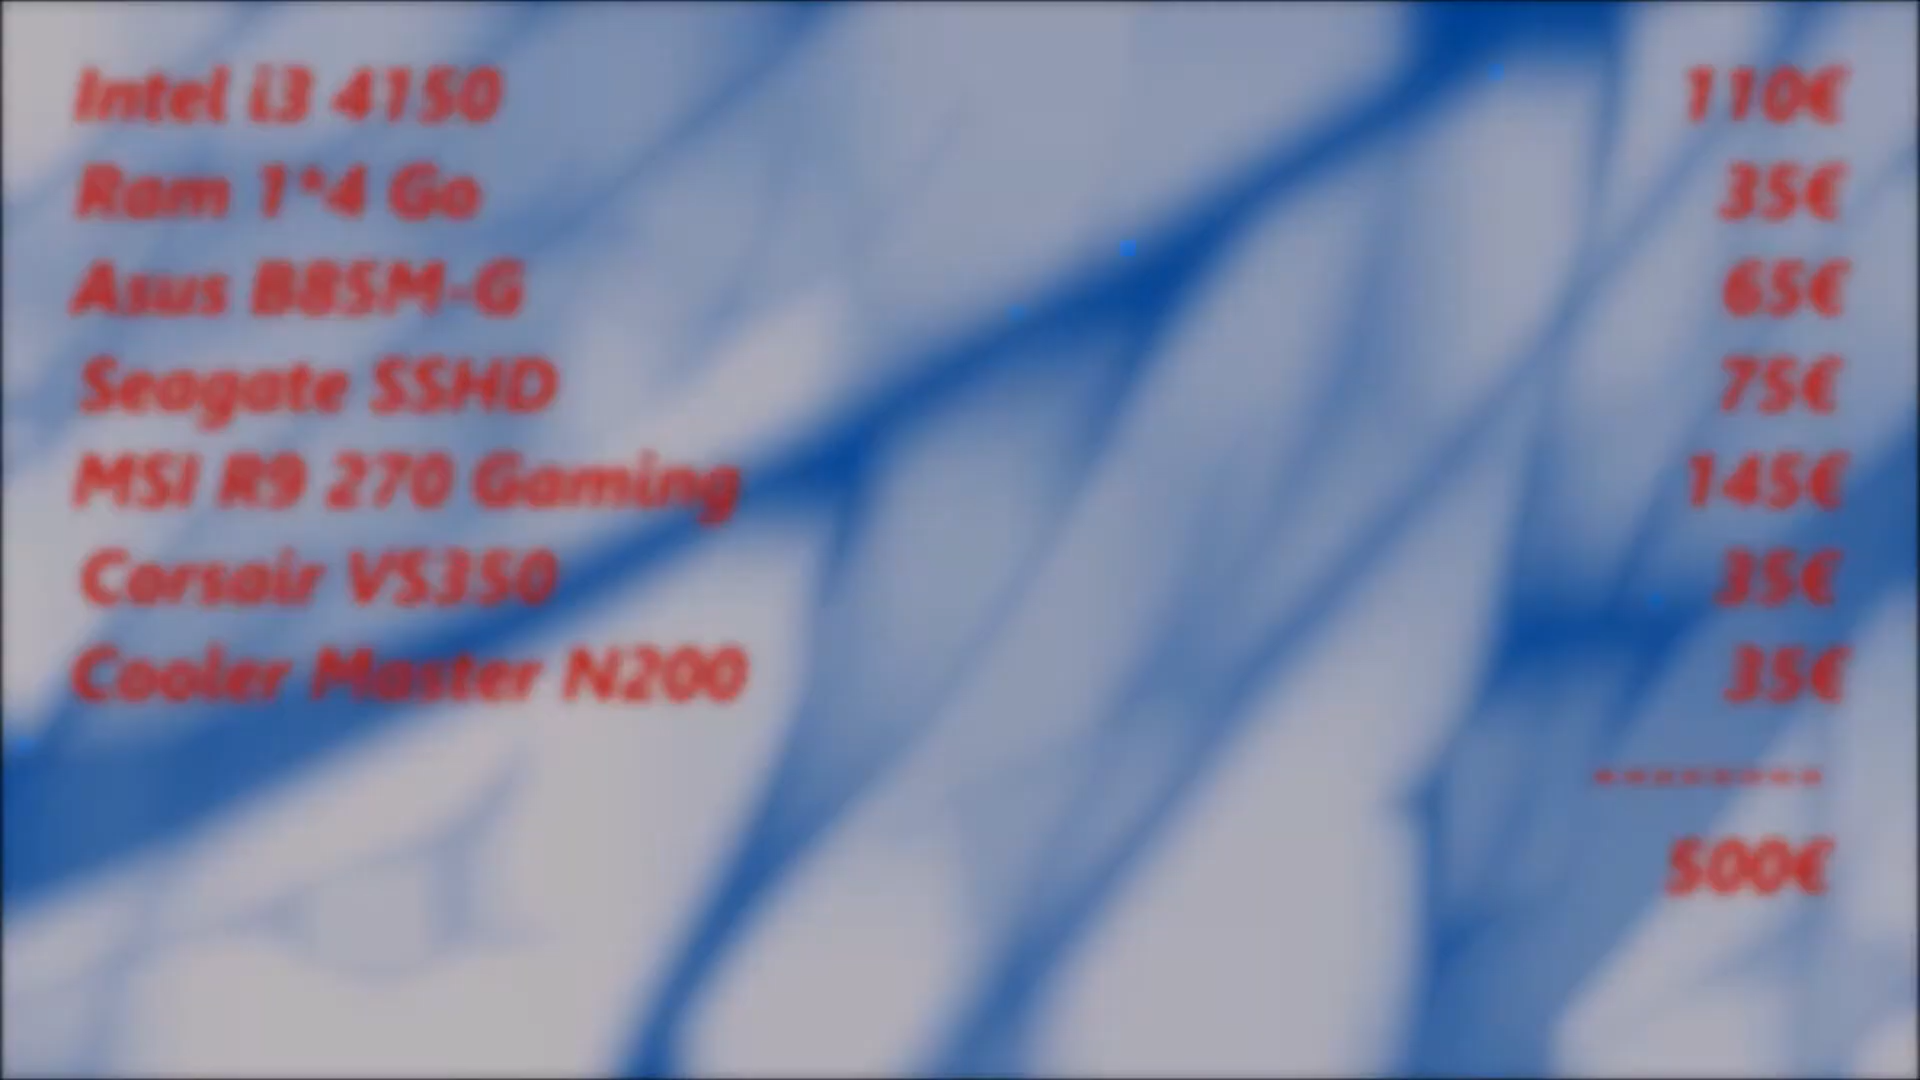 Intel i3 4150 110€
Ram 1*4 Go 35€
Asus B85M-G 65€
Seagate SSHD 75€
MSI R9 270 Gaming 145€
Corsair VS350 35€
Cooler Master N200 35€
--------
500€